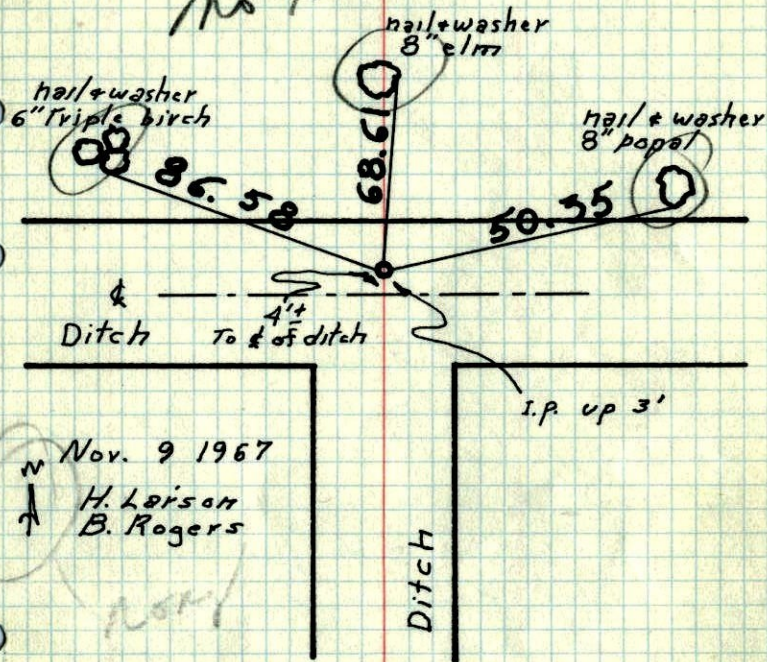 nail & washer
8" elm
nail & washer
6" Triple birch
nail & washer
8" popal
86.58
68.61
50.35
℄
Ditch
4'±
To ℄ of ditch
I.P. up 3'
Nov. 9 1967
N
H. Larson
B. Rogers
Ditch